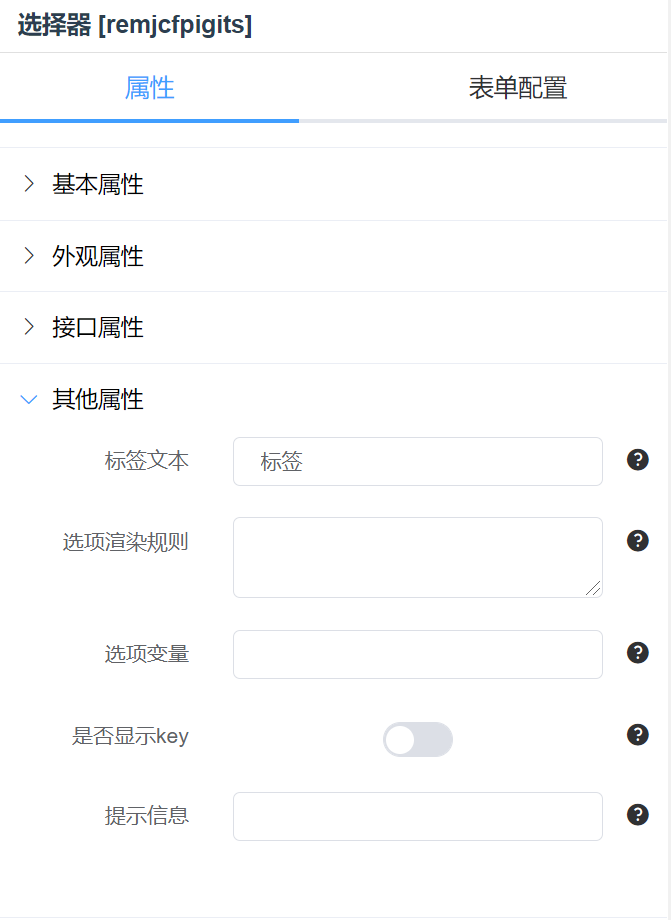 选择器 [remjcfpigits]
属性 表单配置
基本属性
外观属性
接口属性
其他属性
标签文本 标签
选项渲染规则
选项变量
是否显示key
提示信息